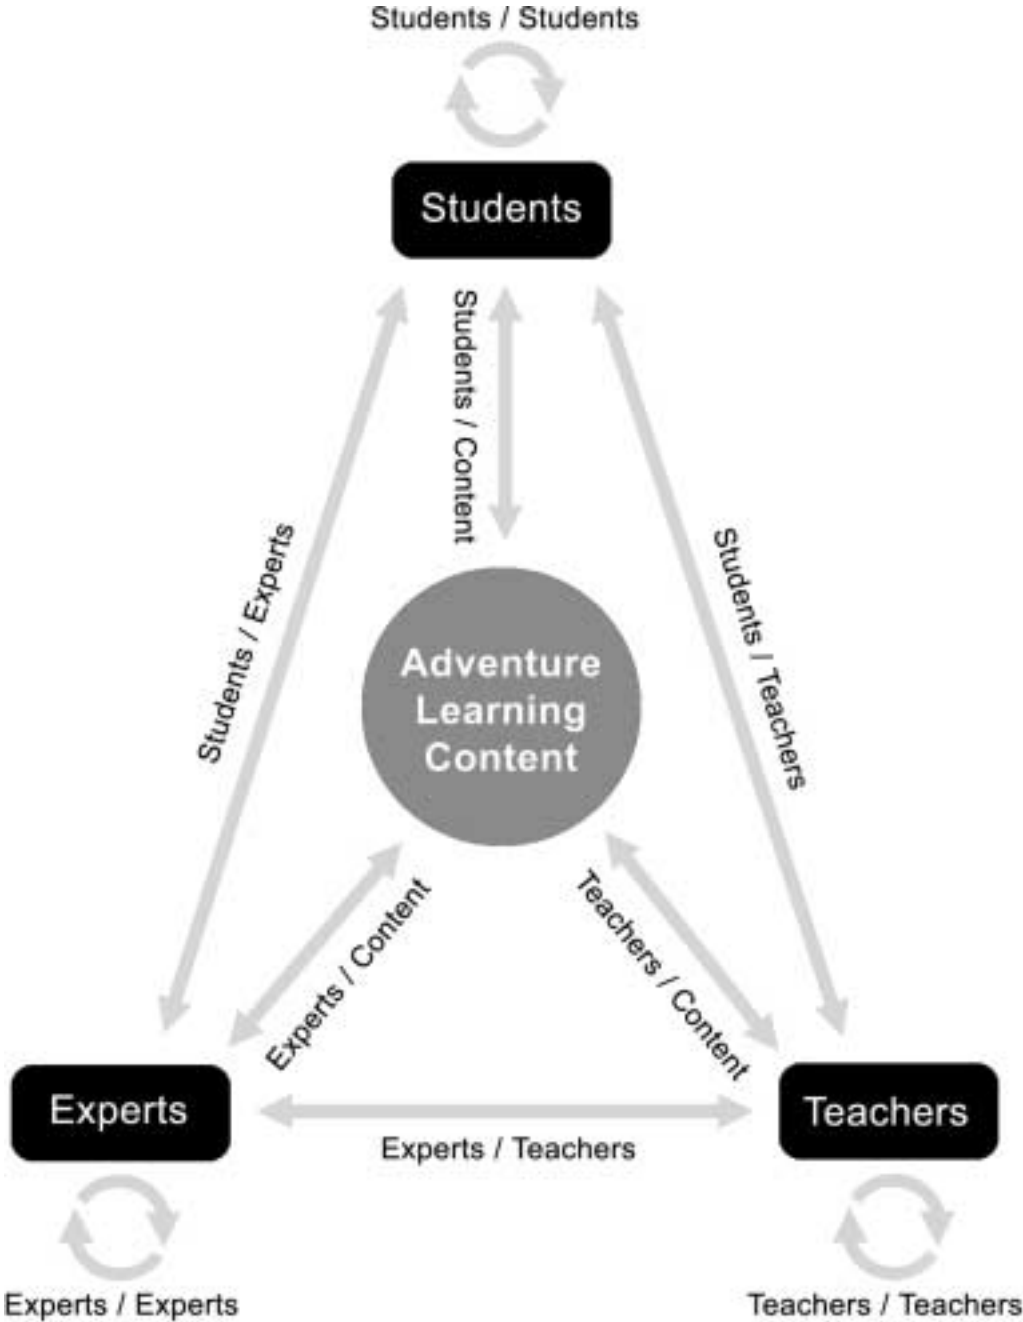 Students / Students
Students
Students / Content
Students / Experts
Students / Teachers
Adventure
Learning
Content
Experts / Content
Teachers / Content
Experts
Teachers
Experts / Teachers
Experts / Experts
Teachers / Teachers